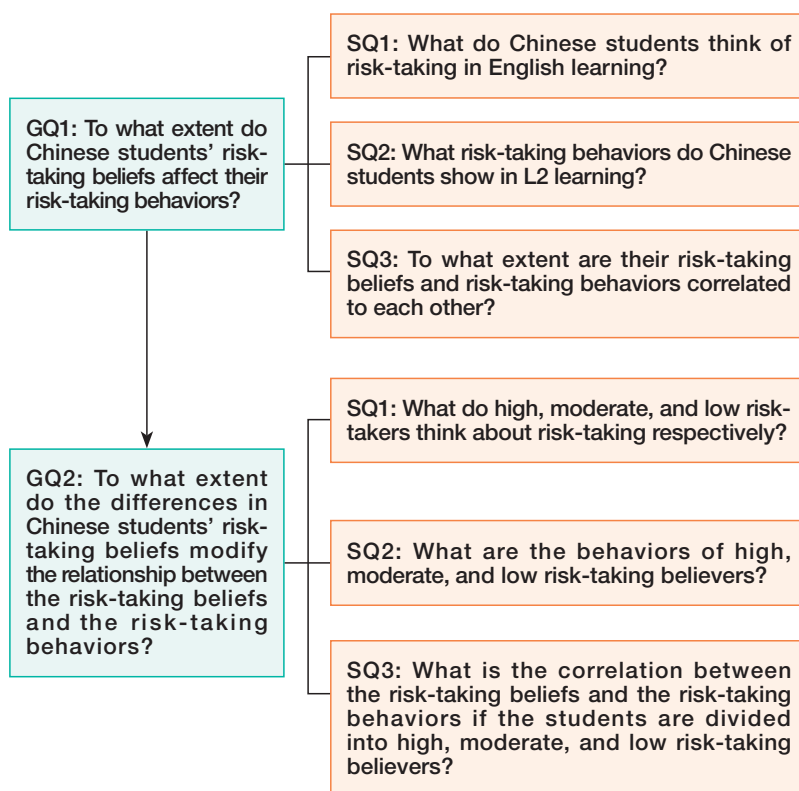 GQ1: To what extent do
Chinese students’ risk-
taking beliefs affect their
risk-taking behaviors?
SQ1: What do Chinese students think of
risk-taking in English learning?
SQ2: What risk-taking behaviors do Chinese
students show in L2 learning?
SQ3: To what extent are their risk-taking
beliefs and risk-taking behaviors correlated
to each other?
GQ2: To what extent
do the differences in
Chinese students’ risk-
taking beliefs modify
the relationship between
the risk-taking beliefs
and the risk-taking
behaviors?
SQ1: What do high, moderate, and low risk-
takers think about risk-taking respectively?
SQ2: What are the behaviors of high,
moderate, and low risk-taking believers?
SQ3: What is the correlation between
the risk-taking beliefs and the risk-taking
behaviors if the students are divided
into high, moderate, and low risk-taking
believers?